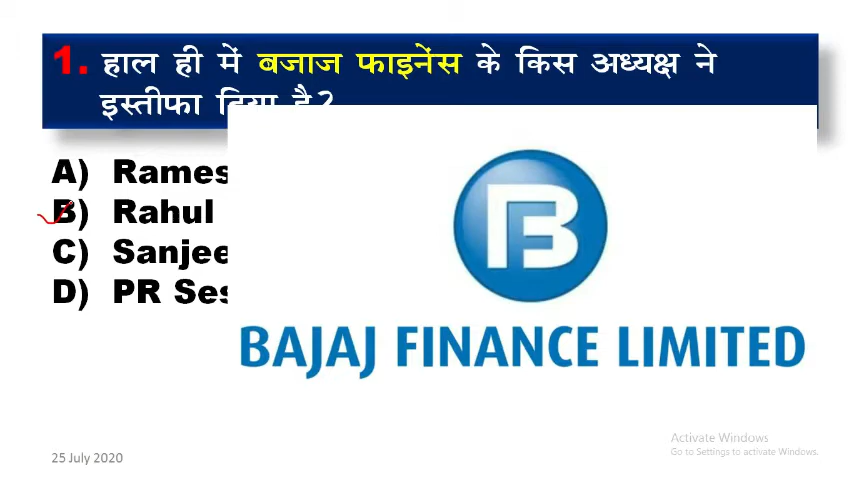 1. हाल ही में बजाज फाइनेंस के किस अध्यक्ष ने
इस्तीफा दिया है?
A) Rames
B) Rahul
C) Sanjee
D) PR Ses
BAJAJ FINANCE LIMITED
Activate Windows
Go to Settings to activate Windows.
25 July 2020